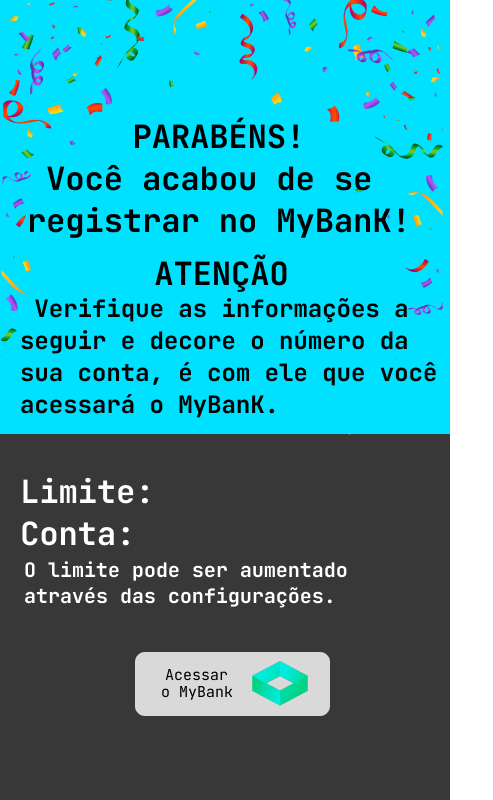 PARABÉNS!
Você acabou de se
registrar no MyBanK!
ATENÇÃO
Verifique as informações a
seguir e decore o número da
sua conta, é com ele que você
acessará o MyBanK.
Limite:
Conta:
O limite pode ser aumentado
através das configurações.
Acessar
o MyBank